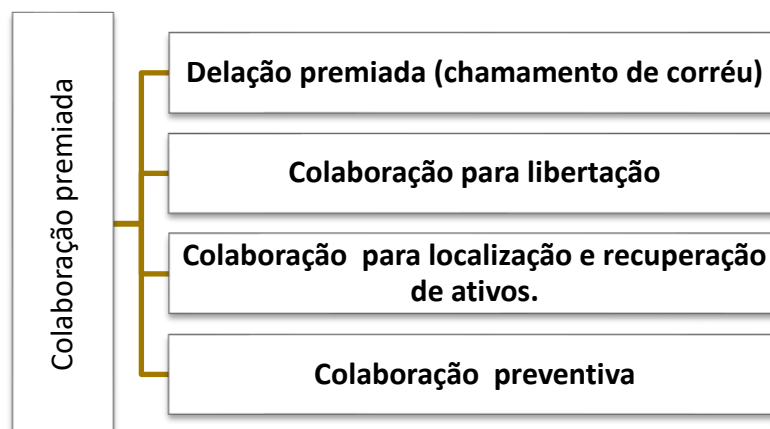 Colaboração premiada
Delação premiada (chamamento de corréu)
Colaboração para libertação
Colaboração para localização e recuperação
de ativos.
Colaboração preventiva